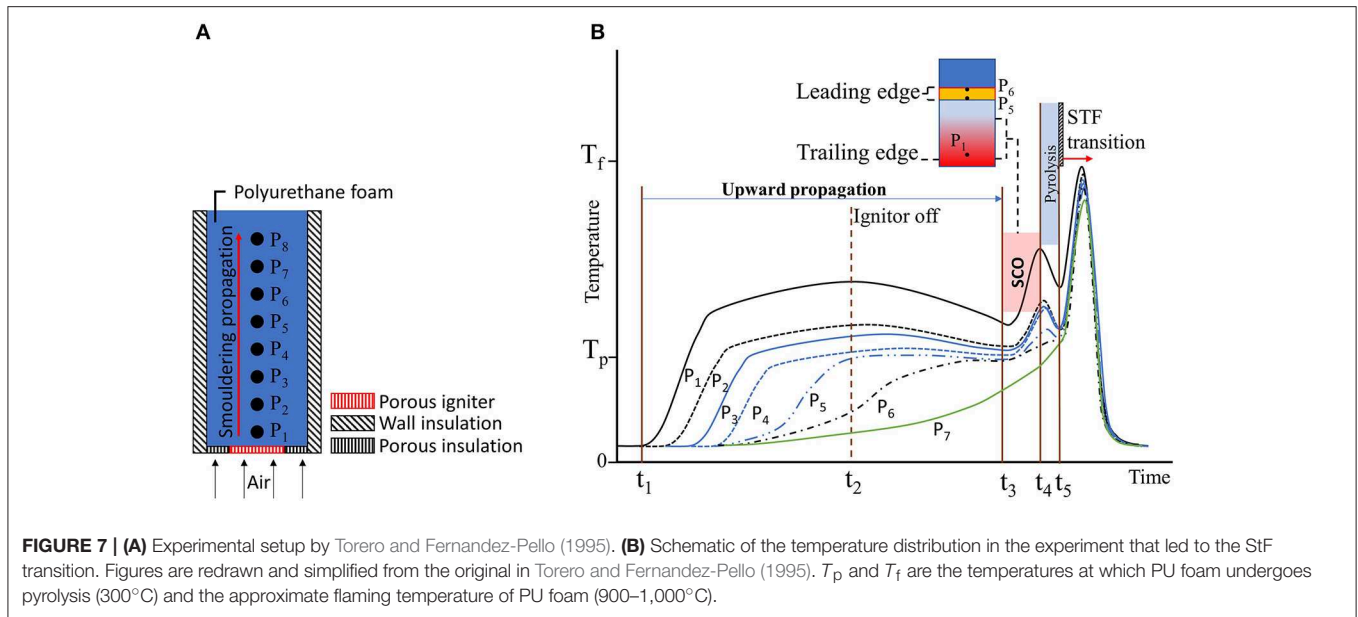 A
Polyurethane foam
Smouldering propagation
P8
P7
P6
P5
P4
P3
P2
P1
Porous igniter
Wall insulation
Porous insulation
Air
B
Leading edge
P6
P5
P1
Trailing edge
Pyrolysis
STF
transition
Tf
Upward propagation
Ignitor off
Temperature
SCO
Tp
P1
P2
P3
P4
P5
P6
P7
0
t1
t2
t3
t4
t5
Time
FIGURE 7 | (A) Experimental setup by Torero and Fernandez-Pello (1995). (B) Schematic of the temperature distribution in the experiment that led to the StF
transition. Figures are redrawn and simplified from the original in Torero and Fernandez-Pello (1995). Tp and Tf are the temperatures at which PU foam undergoes
pyrolysis (300°C) and the approximate flaming temperature of PU foam (900–1,000°C).